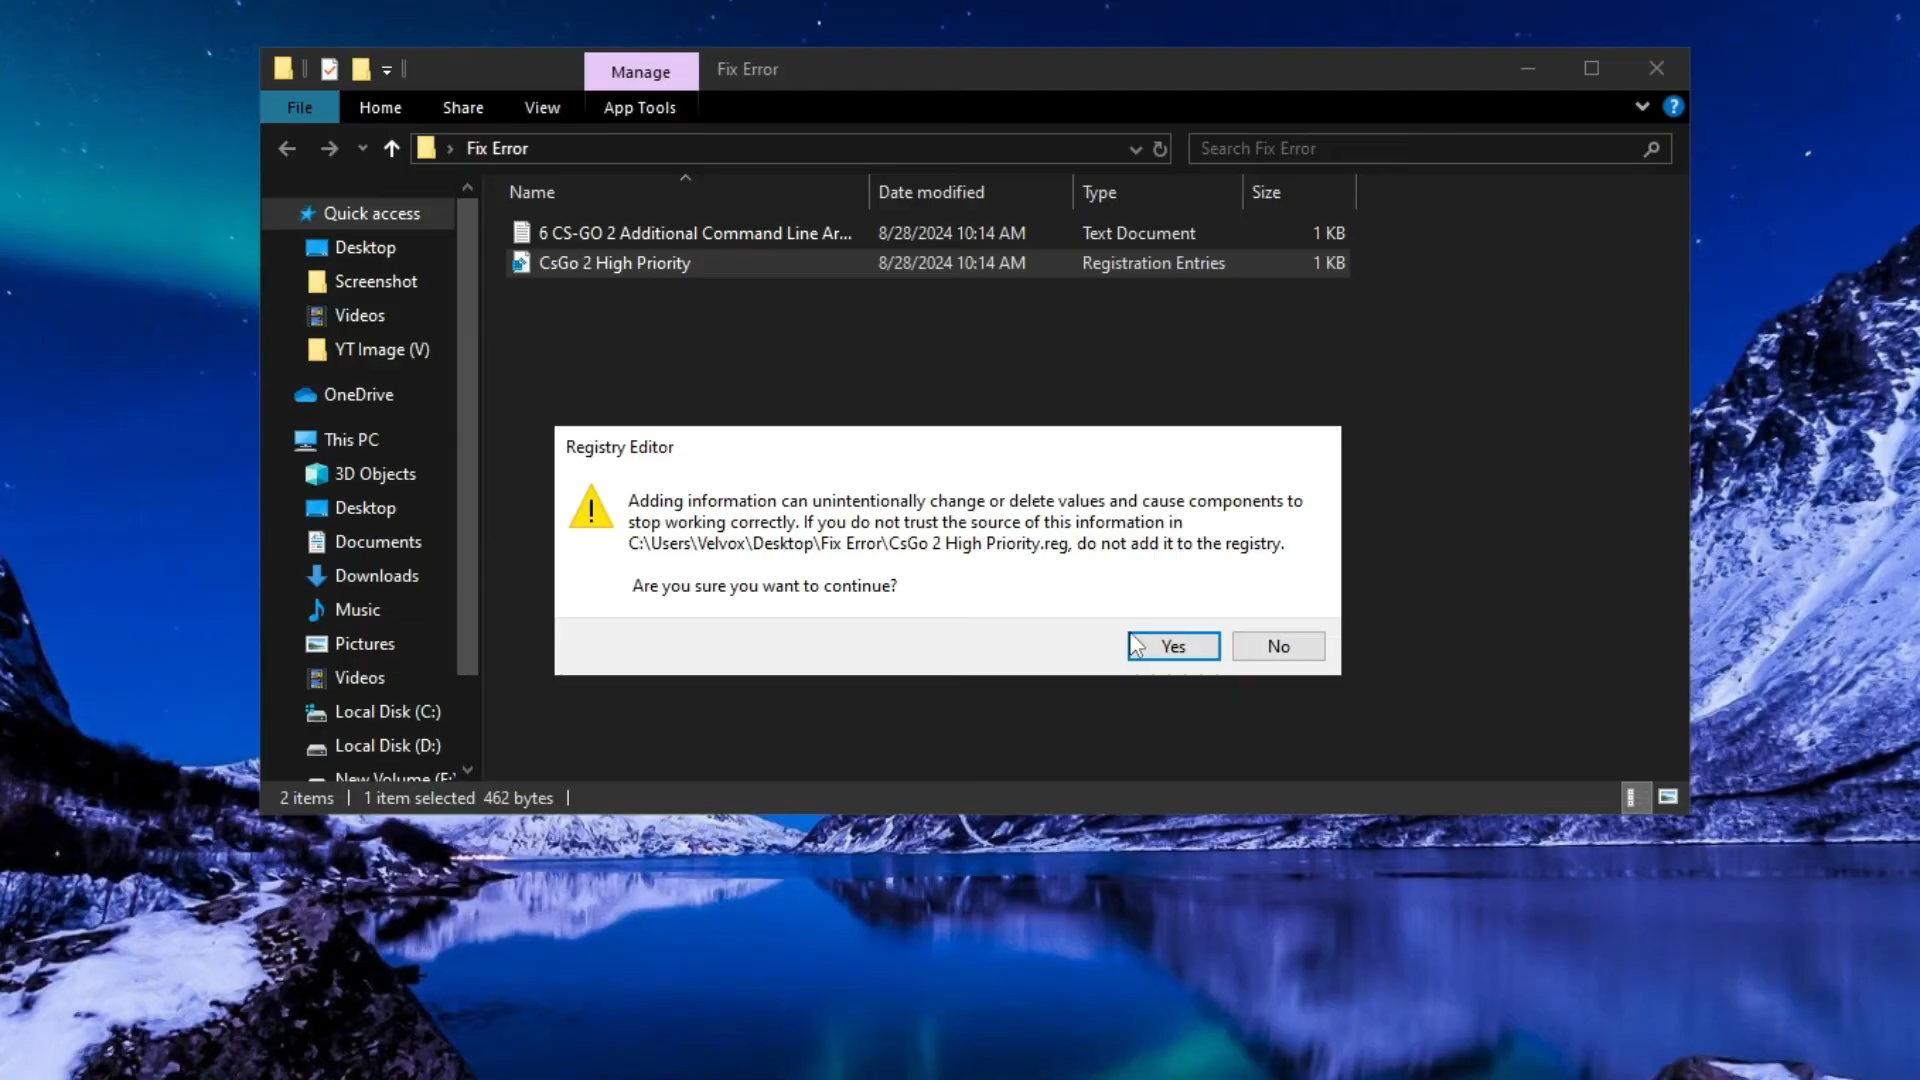 Manage
Fix Error
File
Home
Share
View
App Tools
?
Fix Error
Search Fix Error
Name
Date modified
Type
Size
6 CS-GO 2 Additional Command Line Ar...
8/28/2024 10:14 AM
Text Document
1 KB
CsGo 2 High Priority
8/28/2024 10:14 AM
Registration Entries
1 KB
Quick access
Desktop
Screenshot
Videos
YT Image (V)
OneDrive
This PC
3D Objects
Desktop
Documents
Downloads
Music
Pictures
Videos
Local Disk (C:)
Local Disk (D:)
New Volume (E:)
Registry Editor
Adding information can unintentionally change or delete values and cause components to
stop working correctly. If you do not trust the source of this information in
C:\Users\Velvox\Desktop\Fix Error\CsGo 2 High Priority.reg, do not add it to the registry.
Are you sure you want to continue?
Yes
No
2 items
1 item selected 462 bytes